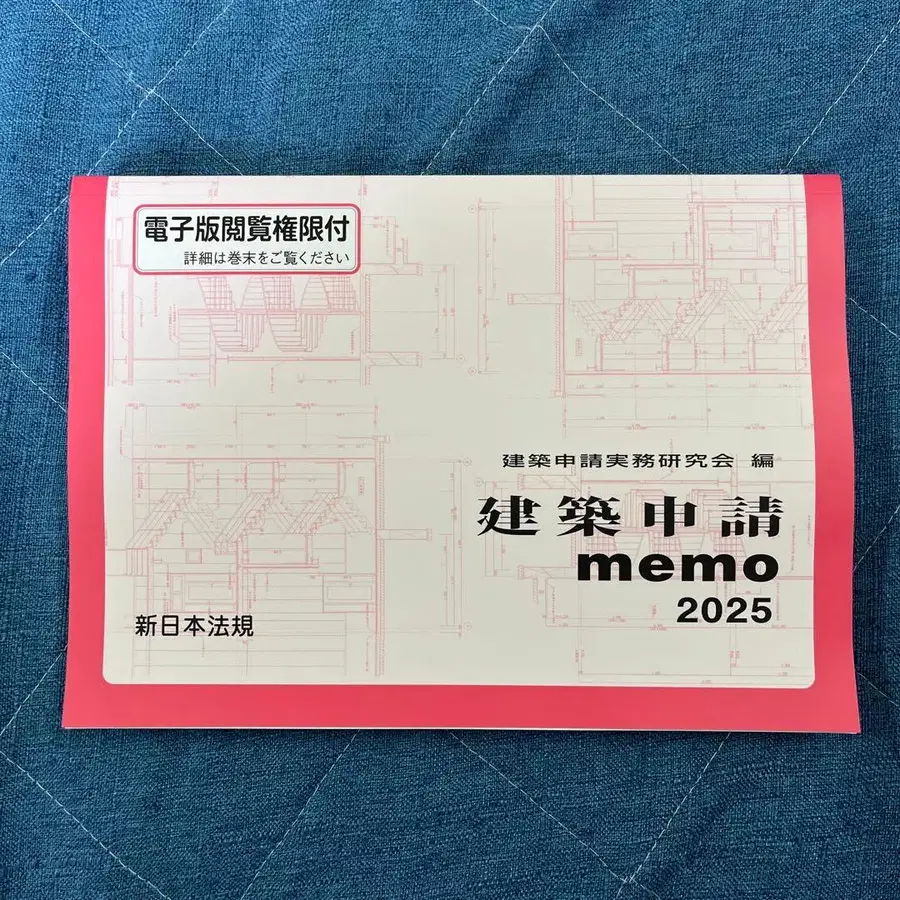 電子版閲覧権限付
詳細は巻末をご覧ください
建築申請実務研究会 編
建築申請
memo
2025
新日本法規